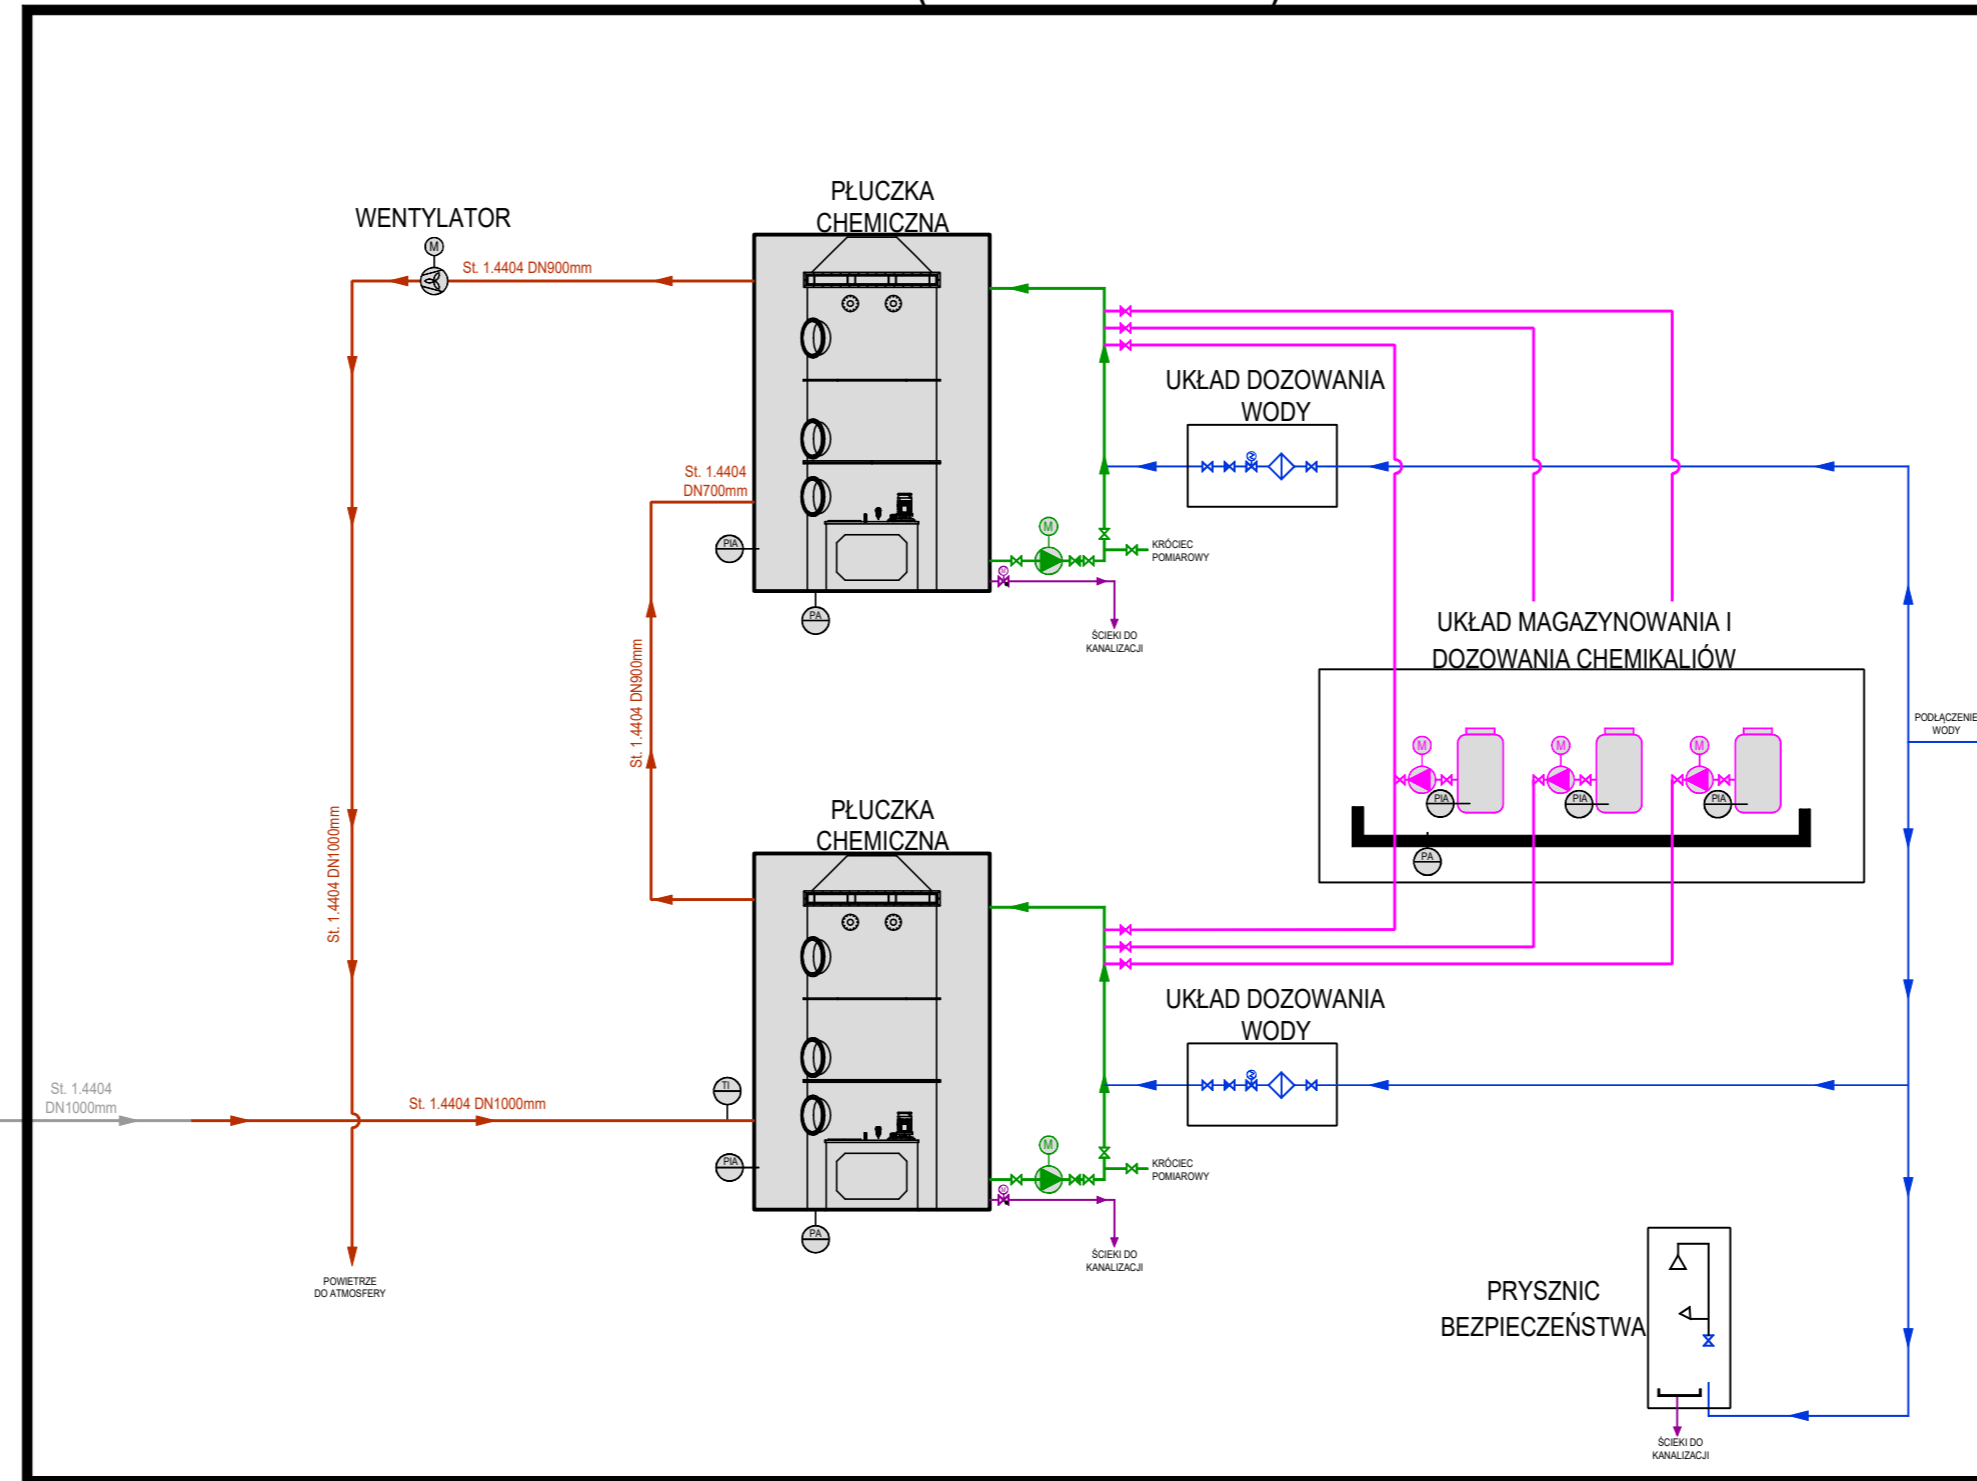 PŁUCZKA
CHEMICZNA
WENTYLATOR
M
St. 1.4404 DN900mm
UKŁAD DOZOWANIA
WODY
St. 1.4404
DN700mm
PIA
PA
M
KRÓCIEC
POMIAROWY
M
ŚCIEKI DO
KANALIZACJI
St. 1.4404 DN900mm
UKŁAD MAGAZYNOWANIA I
DOZOWANIA CHEMIKALIÓW
M
M
M
PIA
PIA
PIA
PA
PODŁĄCZENIE
WODY
St. 1.4404 DN1000mm
PŁUCZKA
CHEMICZNA
UKŁAD DOZOWANIA
WODY
St. 1.4404
DN1000mm
St. 1.4404 DN1000mm
TI
PIA
PA
M
KRÓCIEC
POMIAROWY
M
ŚCIEKI DO
KANALIZACJI
POWIETRZE
DO ATMOSFERY
PRYSZNIC
BEZPIECZEŃSTWA
ŚCIEKI DO
KANALIZACJI